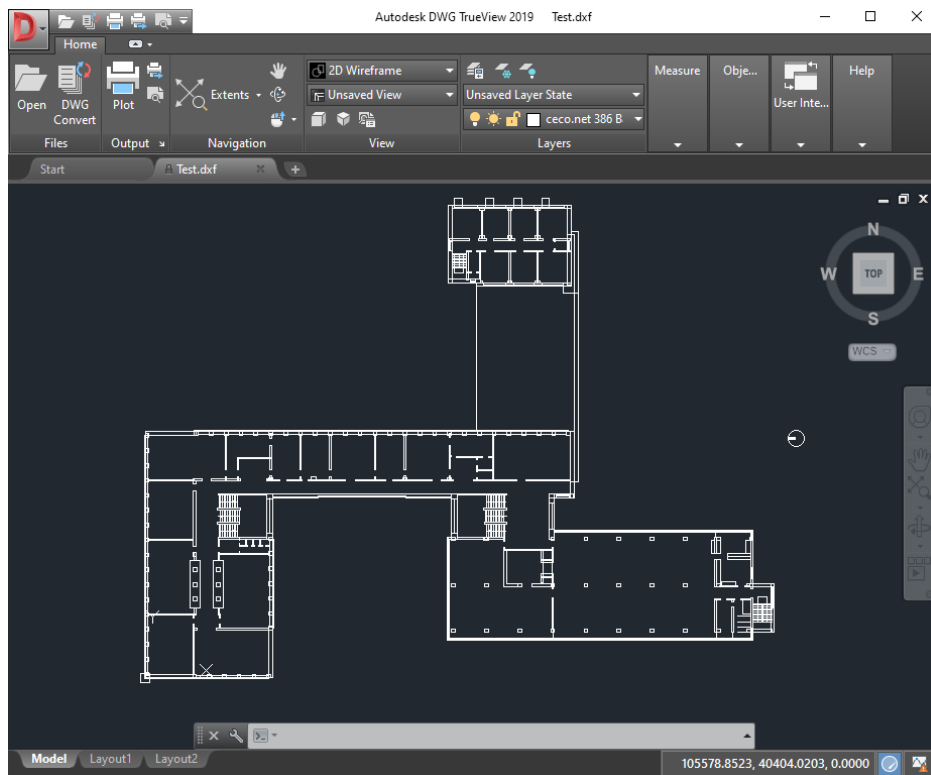 Autodesk DWG TrueView 2019 Test.dxf
Home
2D Wireframe
Unsaved View
Extents
Open
DWG
Convert
Plot
Unsaved Layer State
ceco.net 386 B
Measure
Obje...
User Inte...
Help
Files
Output
Navigation
View
Layers
Start
Test.dxf
N
W
TOP
E
S
WCS
Model
Layout1
Layout2
105578.8523, 40404.0203, 0.0000